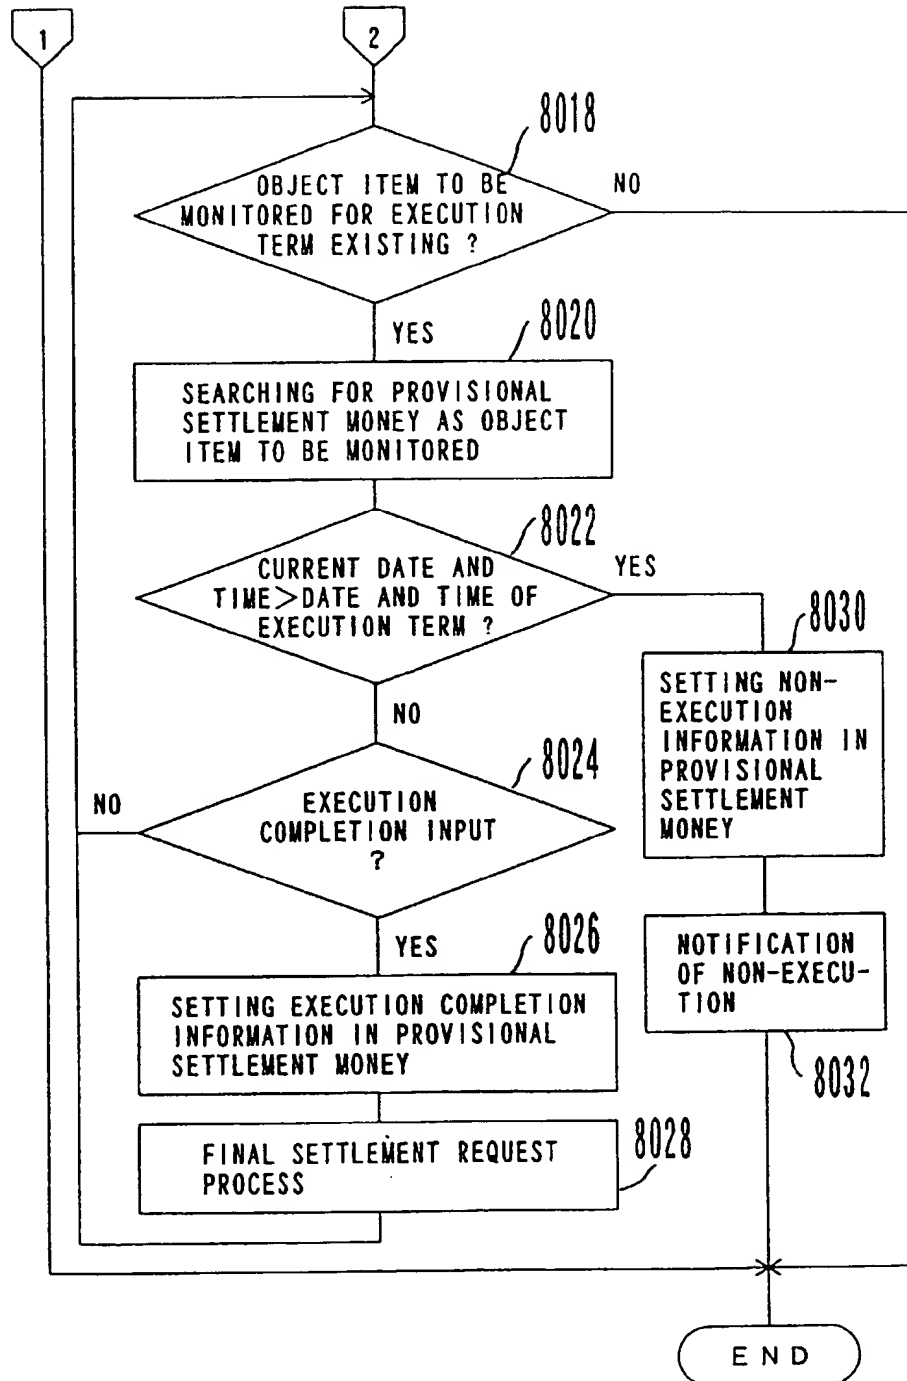 1
2
8018
OBJECT ITEM TO BE
MONITORED FOR EXECUTION
TERM EXISTING ?
NO
YES
8020
SEARCHING FOR PROVISIONAL
SETTLEMENT MONEY AS OBJECT
ITEM TO BE MONITORED
8022
CURRENT DATE AND
TIME>DATE AND TIME OF
EXECUTION TERM ?
YES
NO
8030
SETTING NON-
EXECUTION
INFORMATION IN
PROVISIONAL
SETTLEMENT
MONEY
8024
EXECUTION
COMPLETION INPUT
?
NO
YES
8026
SETTING EXECUTION COMPLETION
INFORMATION IN PROVISIONAL
SETTLEMENT MONEY
NOTIFICATION
OF NON-EXECU-
TION
8032
FINAL SETTLEMENT REQUEST
PROCESS
8028
END